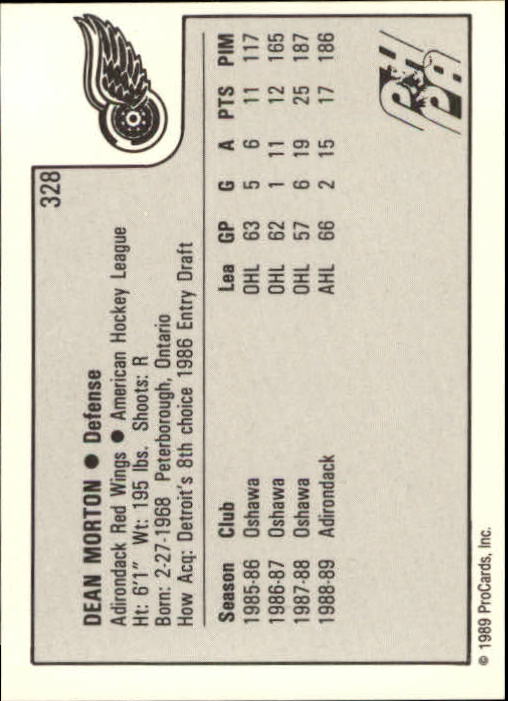 328
DEAN MORTON ● Defense
Adirondack Red Wings ● American Hockey League
Ht: 6'1" Wt: 195 lbs. Shoots: R
Born: 2-27-1968 Peterborough, Ontario
How Acq: Detroit's 8th choice 1986 Entry Draft
Season Club Lea GP G A PTS PIM
1985-86 Oshawa OHL 63 5 6 11 117
1986-87 Oshawa OHL 62 1 11 12 165
1987-88 Oshawa OHL 57 6 19 25 187
1988-89 Adirondack AHL 66 2 15 17 186
© 1989 ProCards, Inc.